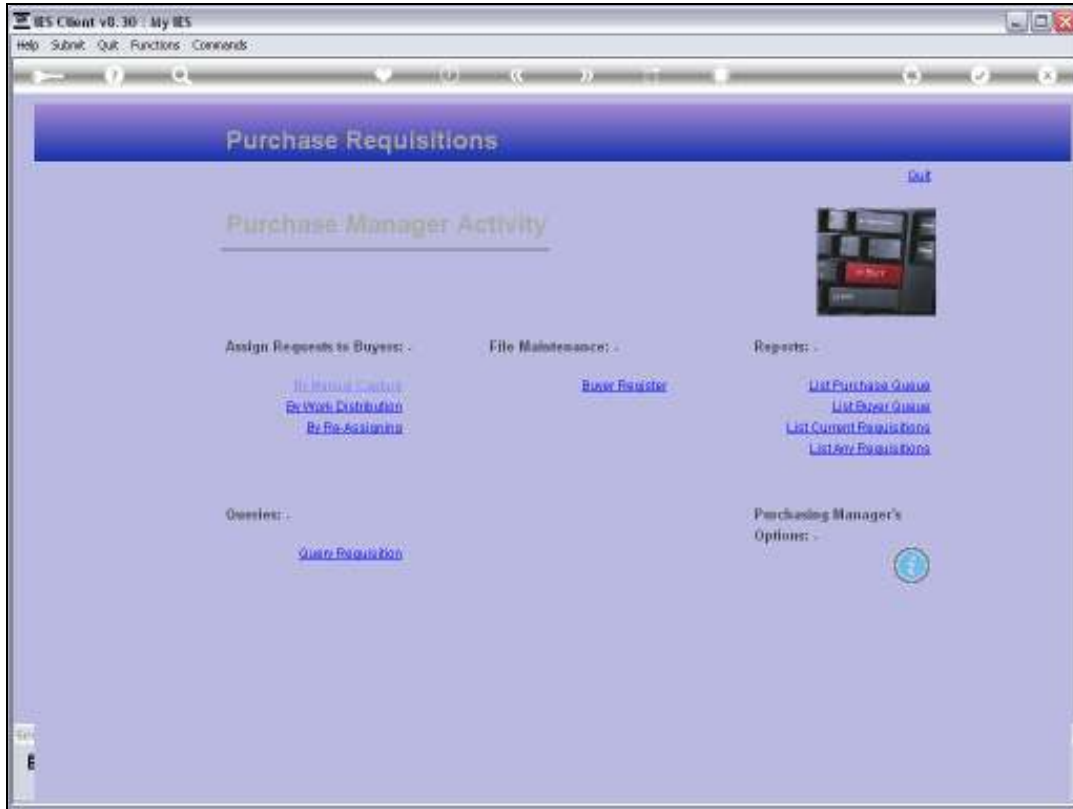 IES Client v8.30 : My IES
Help Submit Quit Functions Commands
Purchase Requisitions
Quit
Purchase Manager Activity
Assign Requests to Buyers: -
File Maintenance: -
Reports: -
By Manual Control
Buyer Register
List Purchase Queue
By Work Distribution
List Buyer Queue
By Re-Assigning
List Current Requisitions
List Any Requisitions
Queries: -
Purchasing Manager's
Options: -
Query Requisition